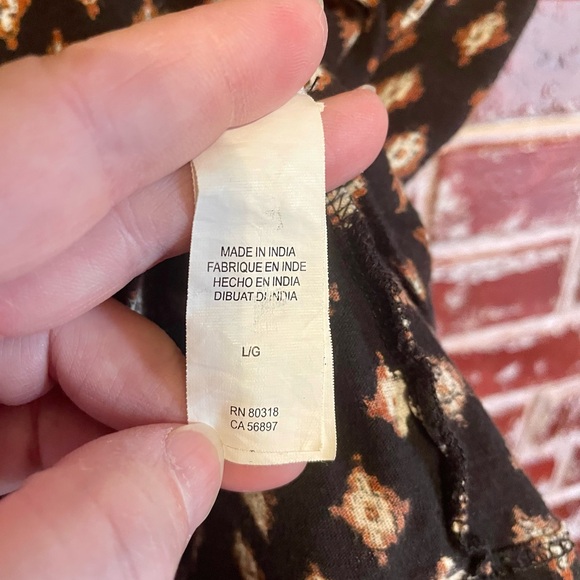 MADE IN INDIA
FABRIQUE EN INDE
HECHO EN INDIA
DIBUAT DI INDIA
L/G
RN 80318
CA 56897